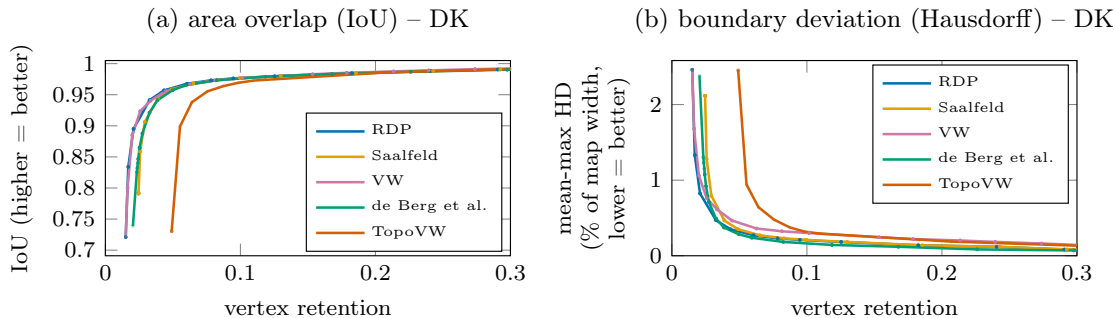 (a) area overlap (IoU) – DK
IoU (higher = better)
1
0.95
0.9
0.85
0.8
0.75
0.7
RDP
Saalfeld
VW
de Berg et al.
TopoVW
0
0.1
0.2
0.3
vertex retention
(b) boundary deviation (Hausdorff) – DK
mean-max HD
(% of map width,
lower = better)
2
1
0
RDP
Saalfeld
VW
de Berg et al.
TopoVW
0
0.1
0.2
0.3
vertex retention